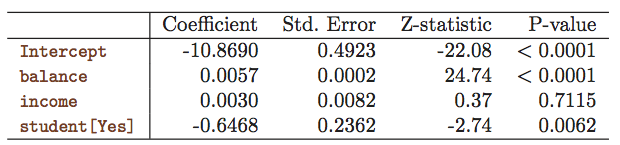 Coefficient Std. Error Z-statistic P-value
Intercept -10.8690 0.4923 -22.08 < 0.0001
balance 0.0057 0.0002 24.74 < 0.0001
income 0.0030 0.0082 0.37 0.7115
student[Yes] -0.6468 0.2362 -2.74 0.0062